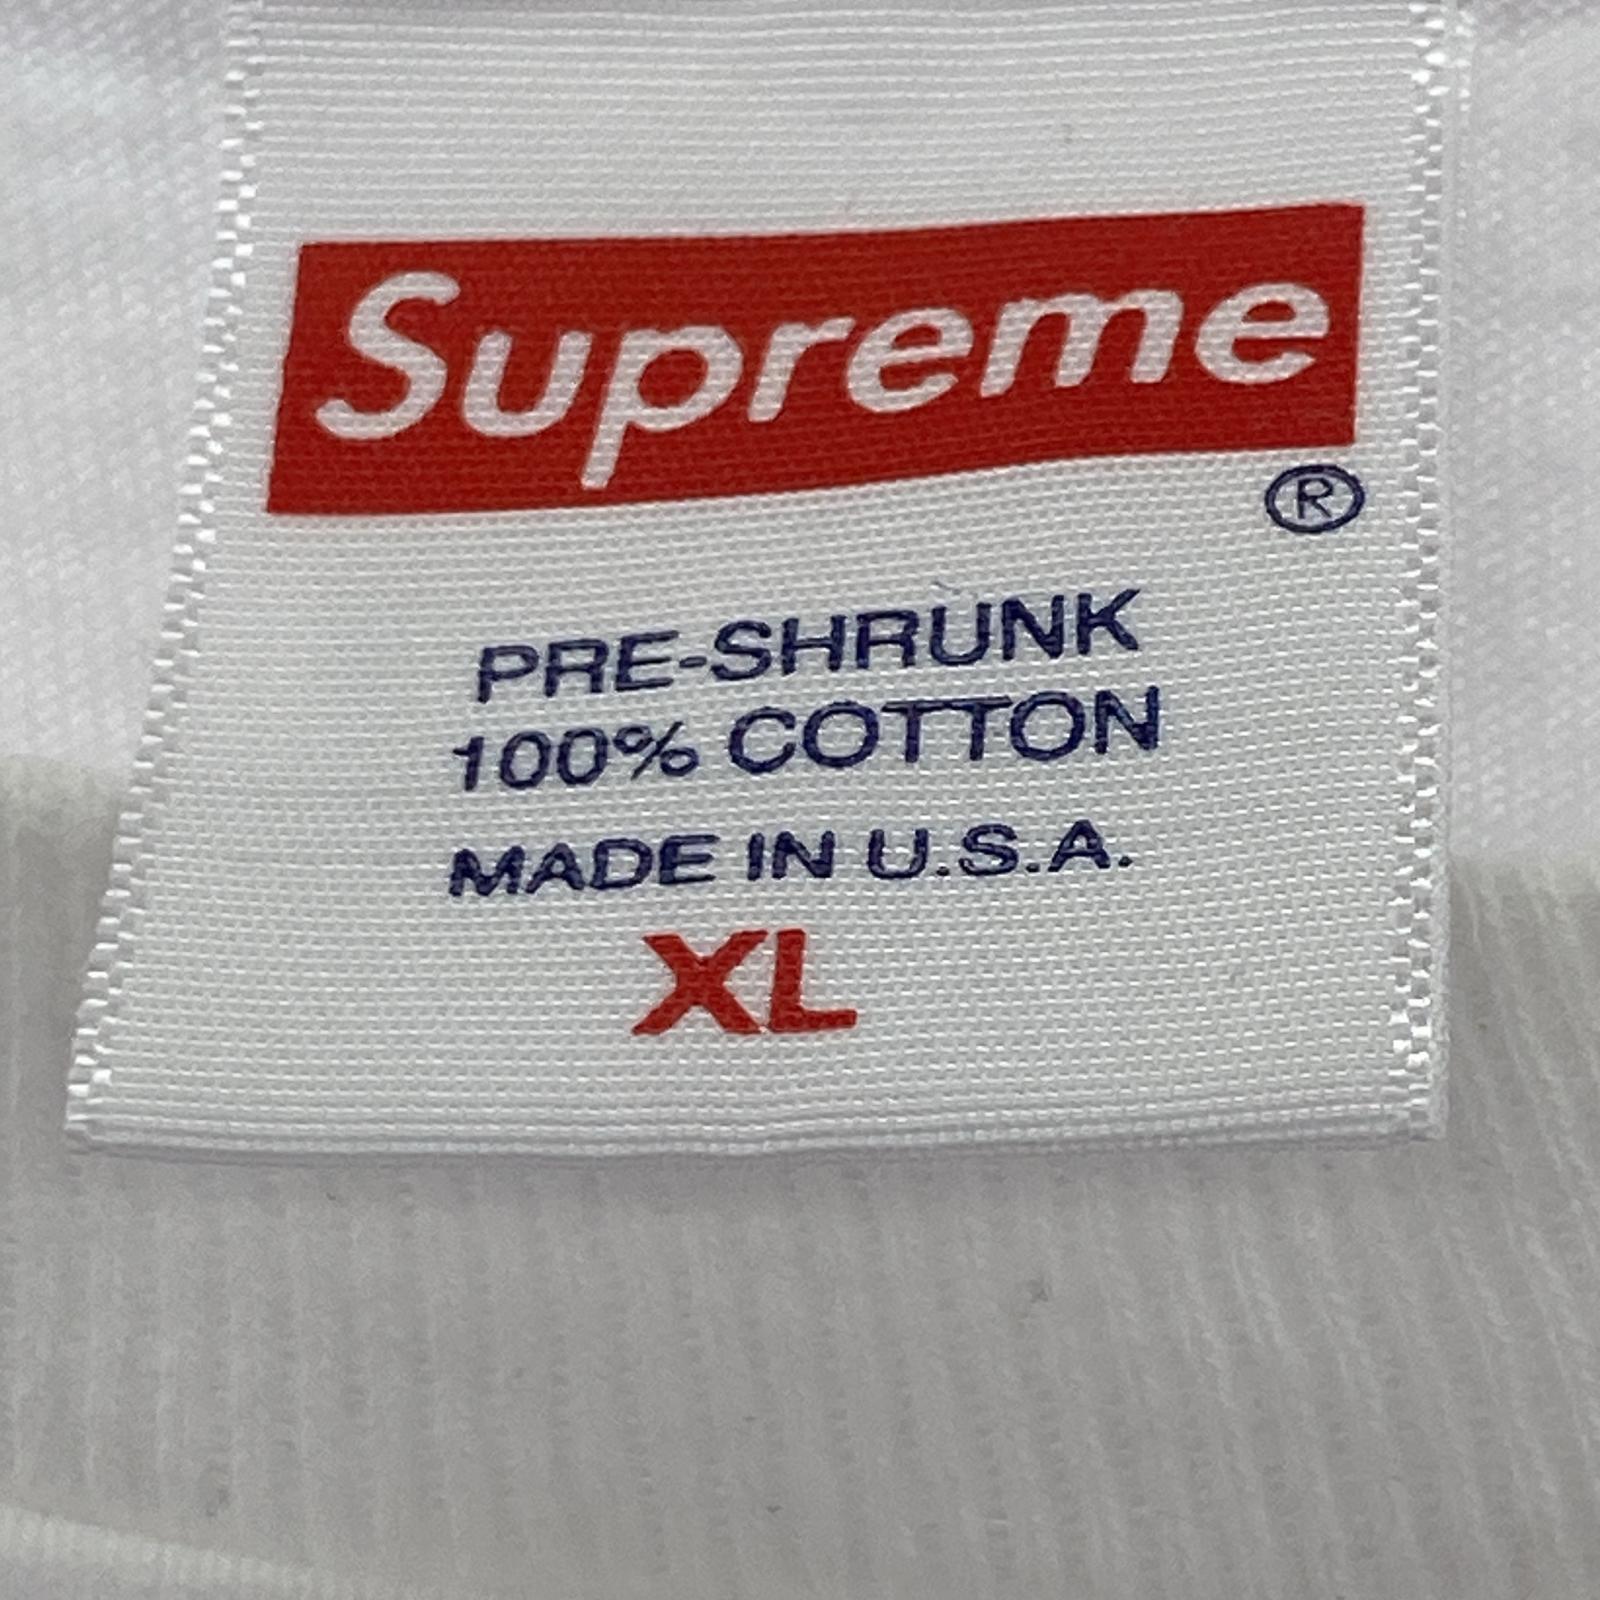 Supreme
®
PRE-SHRUNK
100% COTTON
MADE IN U.S.A.
XL